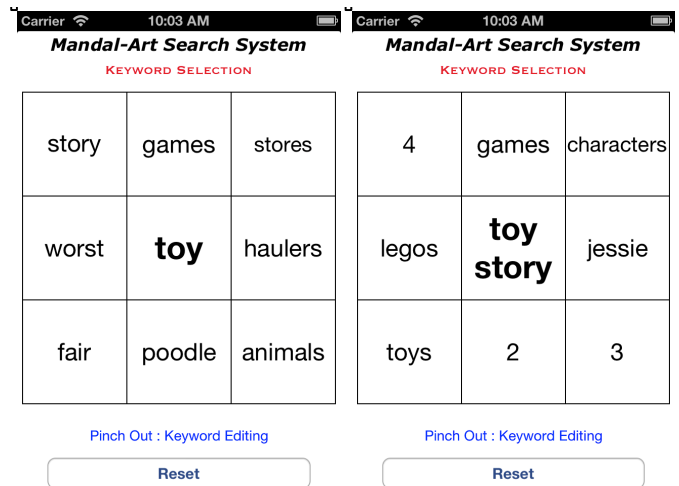 Carrier 10:03 AM
Mandal-Art Search System
KEYWORD SELECTION
story games stores
worst toy haulers
fair poodle animals
Pinch Out : Keyword Editing
Reset
Carrier 10:03 AM
Mandal-Art Search System
KEYWORD SELECTION
4 games characters
legos toy story jessie
toys 2 3
Pinch Out : Keyword Editing
Reset